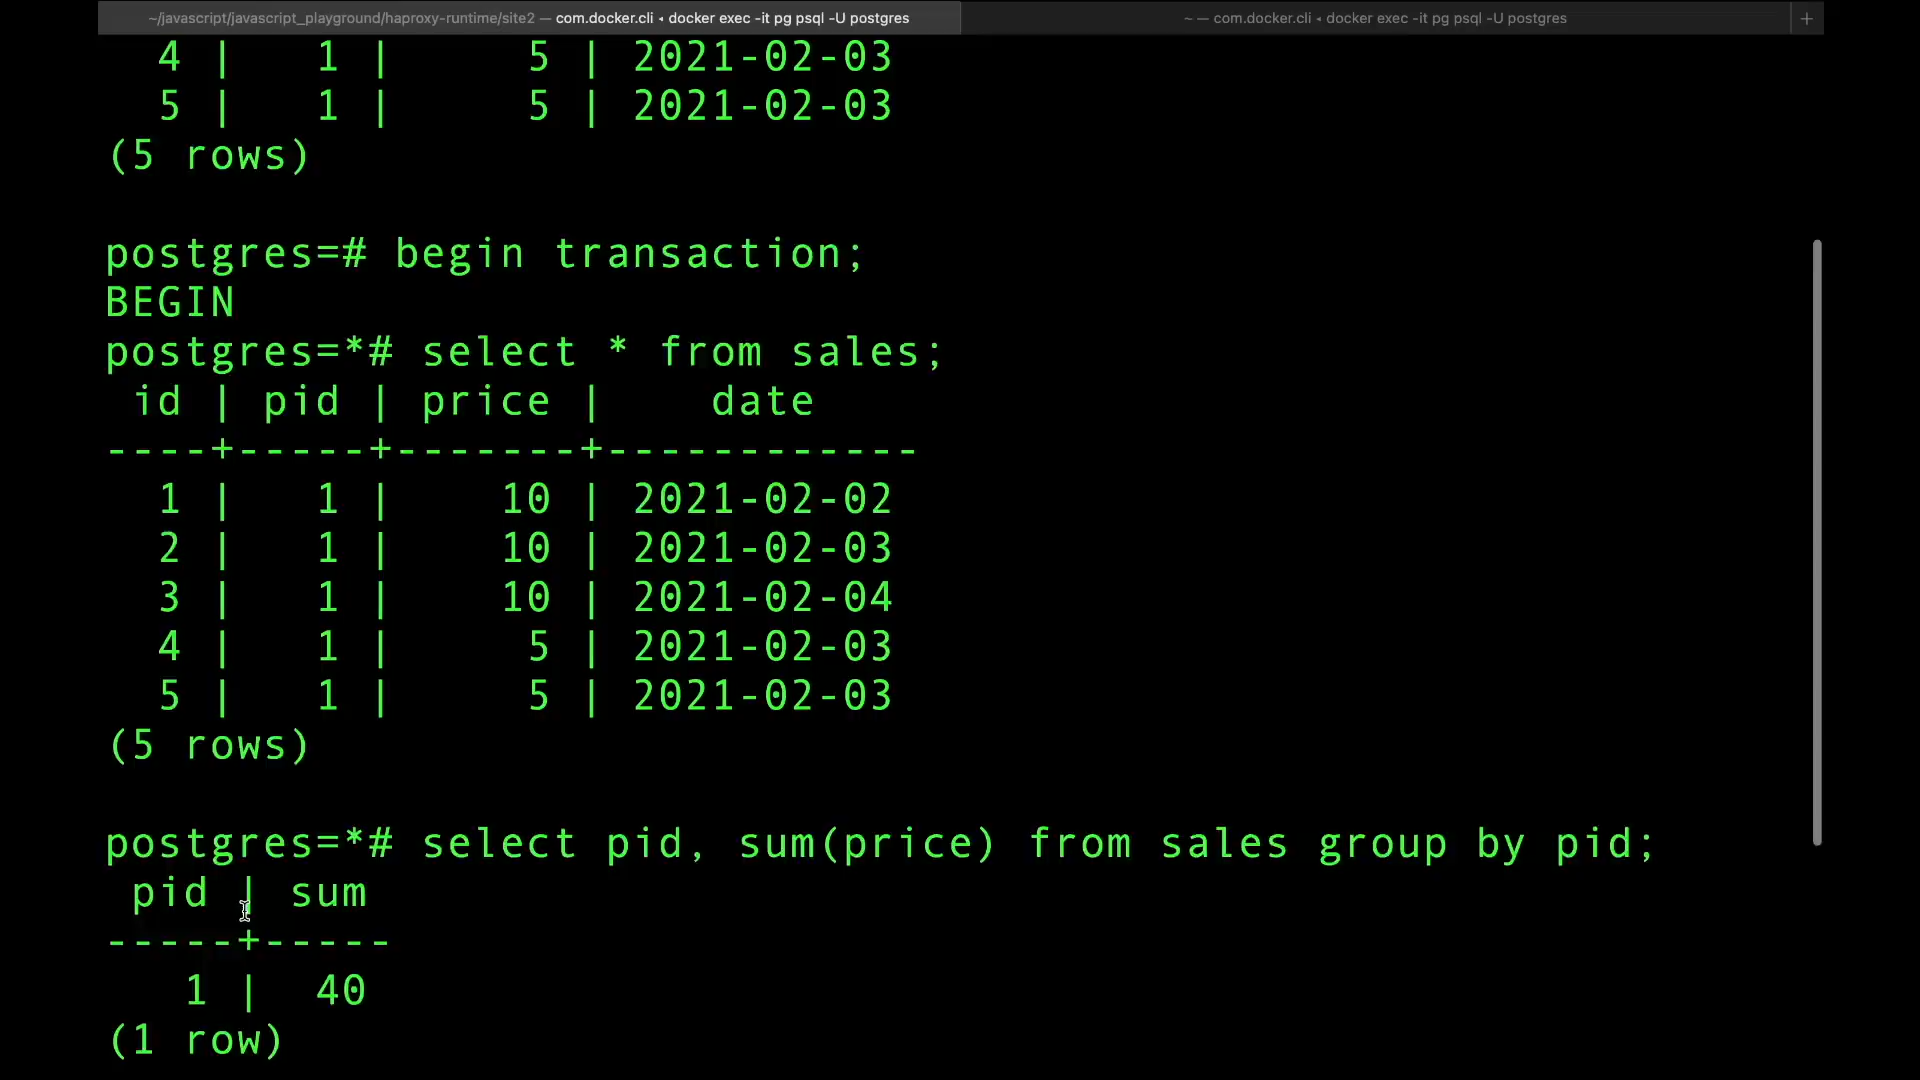 ~/javascript/javascript_playground/haproxy-runtime/site2 — com.docker.cli ◂ docker exec -it pg psql -U postgres
~ — com.docker.cli ◂ docker exec -it pg psql -U postgres
+
4 | 1 | 5 | 2021-02-03
5 | 1 | 5 | 2021-02-03
(5 rows)
postgres=# begin transaction;
BEGIN
postgres=*# select * from sales;
id | pid | price | date
----+-----+-------+------------
1 | 1 | 10 | 2021-02-02
2 | 1 | 10 | 2021-02-03
3 | 1 | 10 | 2021-02-04
4 | 1 | 5 | 2021-02-03
5 | 1 | 5 | 2021-02-03
(5 rows)
postgres=*# select pid, sum(price) from sales group by pid;
pid | sum
-----+-----
1 | 40
(1 row)